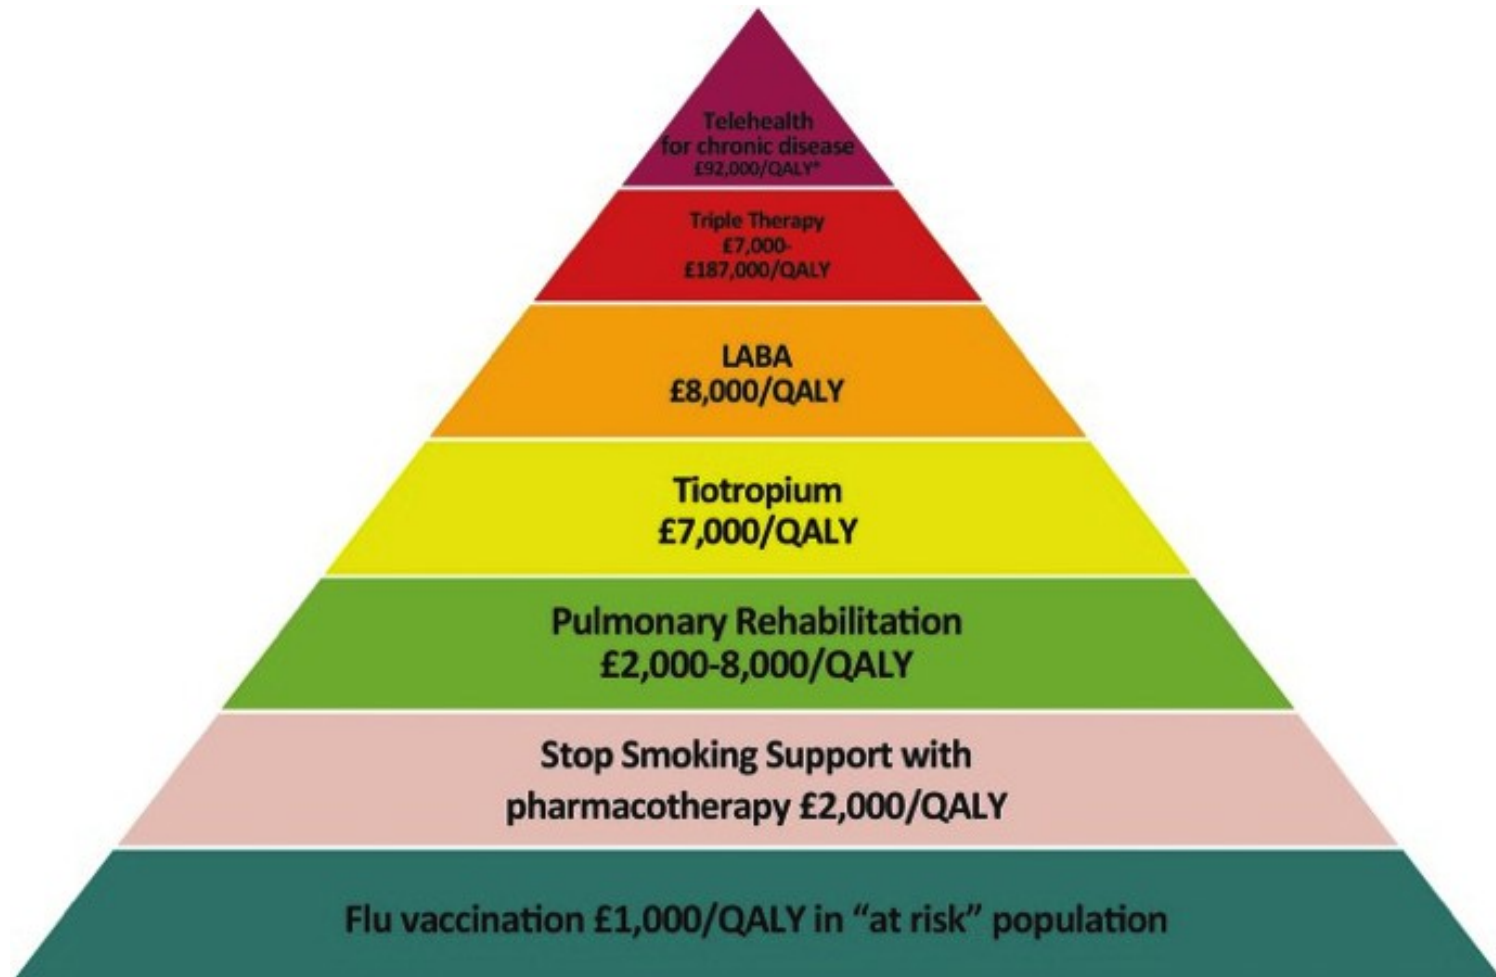 Telehealth
for chronic disease
£92,000/QALY*
Triple Therapy
£7,000-
£187,000/QALY
LABA
£8,000/QALY
Tiotropium
£7,000/QALY
Pulmonary Rehabilitation
£2,000-8,000/QALY
Stop Smoking Support with
pharmacotherapy £2,000/QALY
Flu vaccination £1,000/QALY in “at risk” population